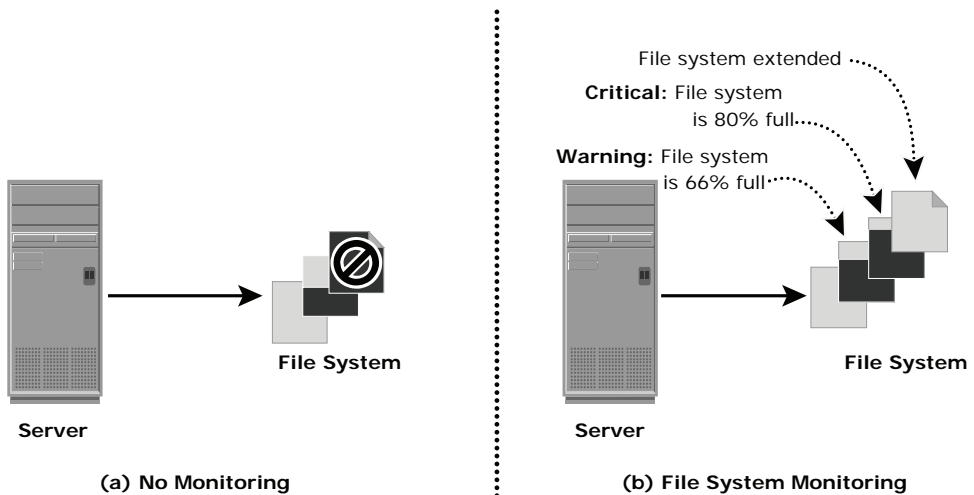 File System
Server
(a) No Monitoring
File system extended
Critical: File system
is 80% full
Warning: File system
is 66% full
File System
Server
(b) File System Monitoring